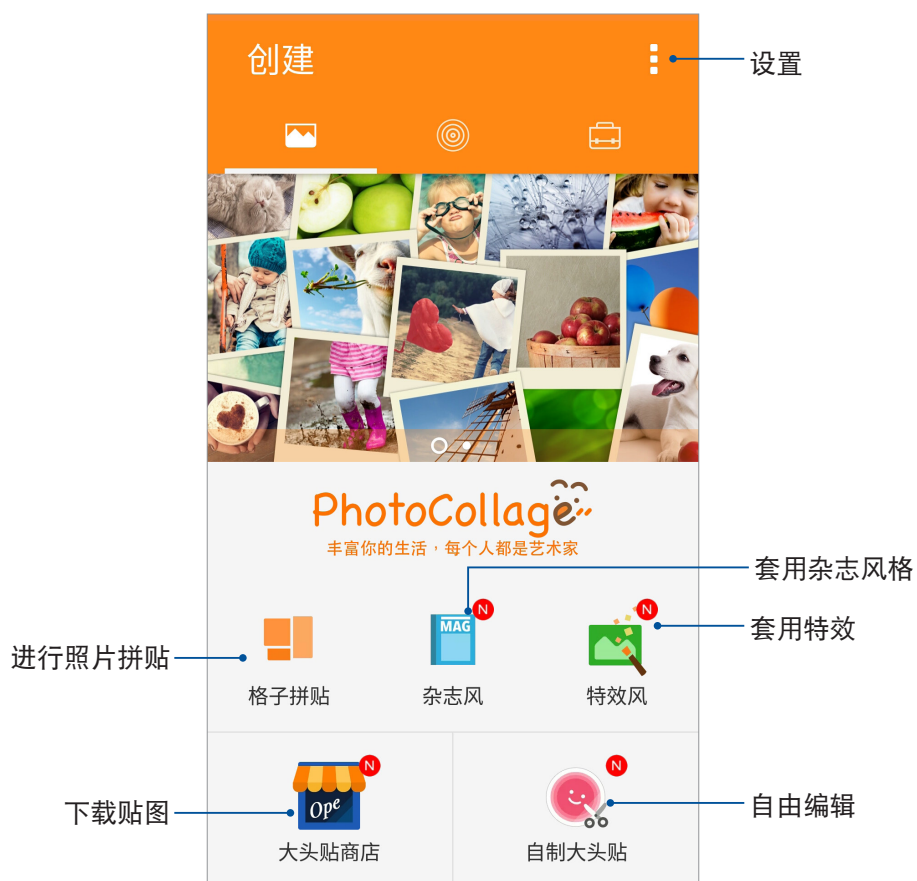 创建
设置
PhotoCollage
丰富你的生活，每个人都是艺术家
套用杂志风格
N
N
MAG
套用特效
进行照片拼贴
格子拼贴
杂志风
特效风
N
N
Ope
下载贴图
自由编辑
大头贴商店
自制大头贴